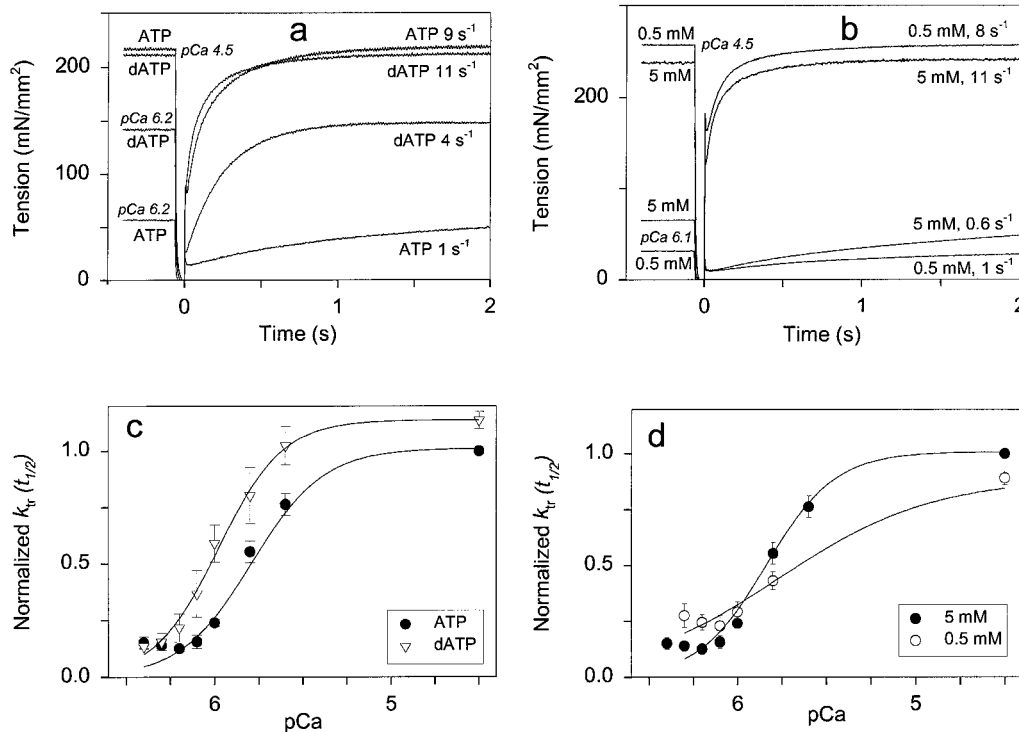 a
ATP
pCa 4.5
dATP
pCa 6.2
dATP
pCa 6.2
ATP
ATP 9 s⁻¹
dATP 11 s⁻¹
dATP 4 s⁻¹
ATP 1 s⁻¹
200
100
0
Tension (mN/mm²)
0
1
2
Time (s)
b
0.5 mM
pCa 4.5
5 mM
5 mM
pCa 6.1
0.5 mM
0.5 mM, 8 s⁻¹
5 mM, 11 s⁻¹
5 mM, 0.6 s⁻¹
0.5 mM, 1 s⁻¹
200
0
Tension (mN/mm²)
0
1
2
Time (s)
c
1.0
0.5
0.0
Normalized k_tr (t_1/2)
ATP
dATP
6
5
pCa
d
1.0
0.5
0.0
Normalized k_tr (t_1/2)
5 mM
0.5 mM
6
5
pCa